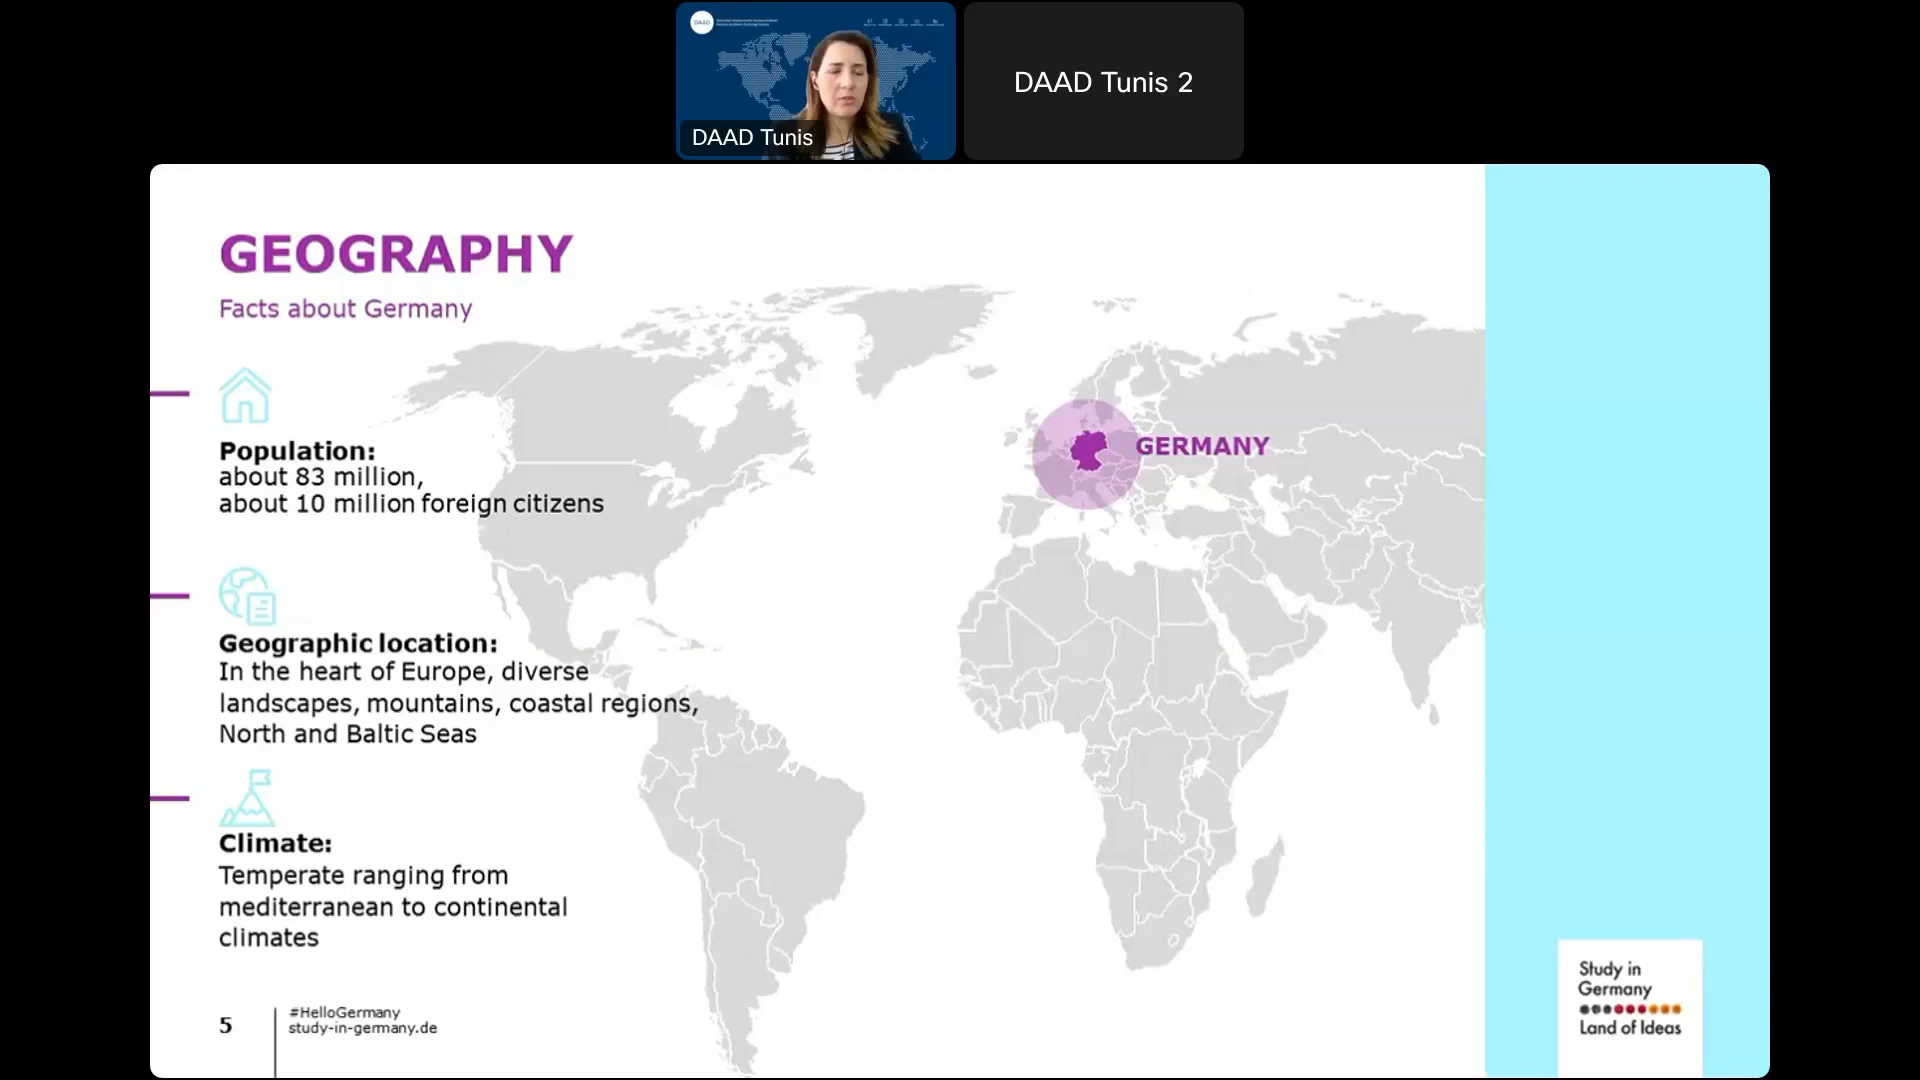 DAAD
DAAD Tunis
DAAD Tunis 2
GEOGRAPHY
Facts about Germany
GERMANY
Population:
about 83 million,
about 10 million foreign citizens
Geographic location:
In the heart of Europe, diverse
landscapes, mountains, coastal regions,
North and Baltic Seas
Climate:
Temperate ranging from
mediterranean to continental
climates
5
#HelloGermany
study-in-germany.de
Study in
Germany
Land of Ideas